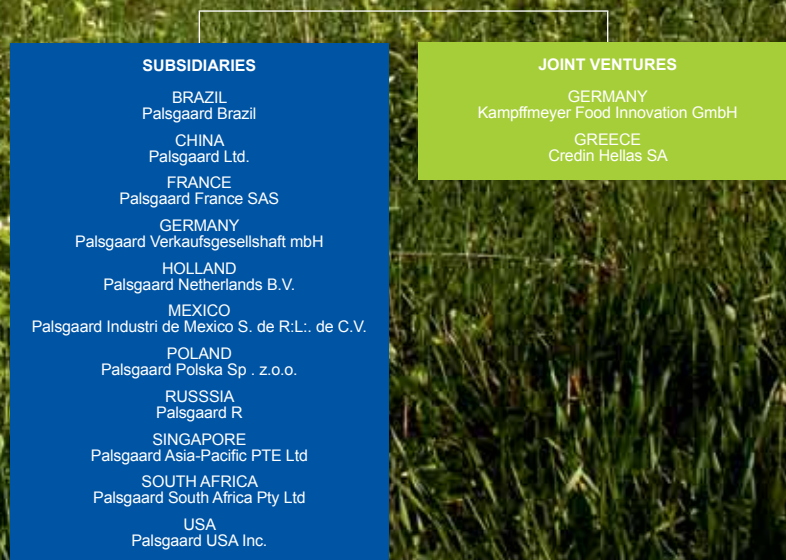 SUBSIDIARIES
BRAZIL
Palsgaard Brazil
CHINA
Palsgaard Ltd.
FRANCE
Palsgaard France SAS
GERMANY
Palsgaard Verkaufsgesellshaft mbH
HOLLAND
Palsgaard Netherlands B.V.
MEXICO
Palsgaard Industri de Mexico S. de R:L:. de C.V.
POLAND
Palsgaard Polska Sp . z.o.o.
RUSSSIA
Palsgaard R
SINGAPORE
Palsgaard Asia-Pacific PTE Ltd
SOUTH AFRICA
Palsgaard South Africa Pty Ltd
USA
Palsgaard USA Inc.
JOINT VENTURES
GERMANY
Kampffmeyer Food Innovation GmbH
GREECE
Credin Hellas SA